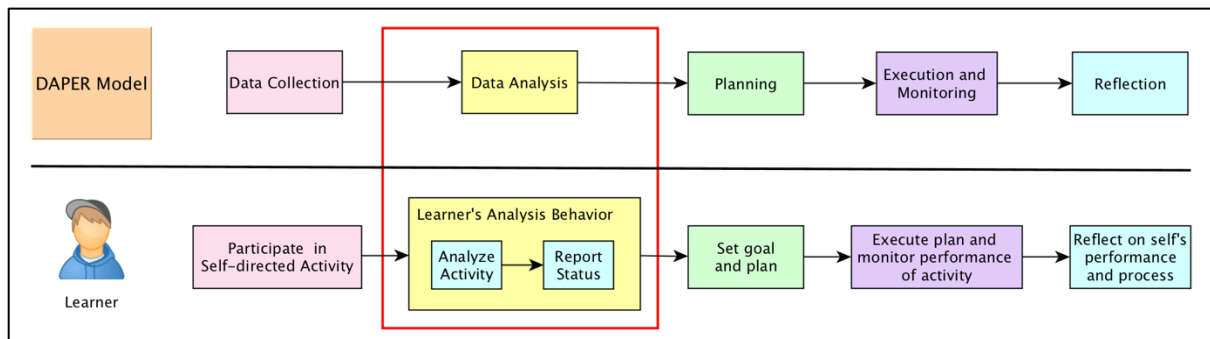 DAPER Model
Data Collection
Data Analysis
Planning
Execution and
Monitoring
Reflection
Learner
Participate in
Self-directed Activity
Learner's Analysis Behavior
Analyze
Activity
Report
Status
Set goal
and plan
Execute plan and
monitor performance
of activity
Reflect on self's
performance
and process